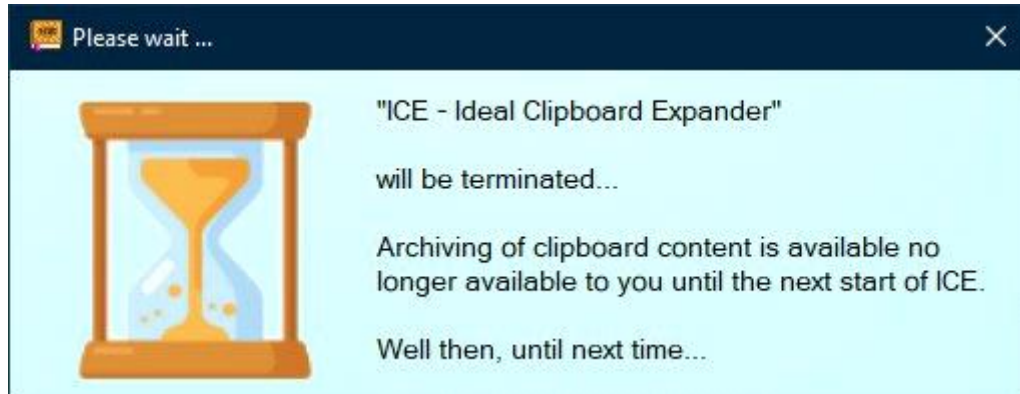 Please wait ...
"ICE - Ideal Clipboard Expander"
will be terminated...
Archiving of clipboard content is available no
longer available to you until the next start of ICE.
Well then, until next time...